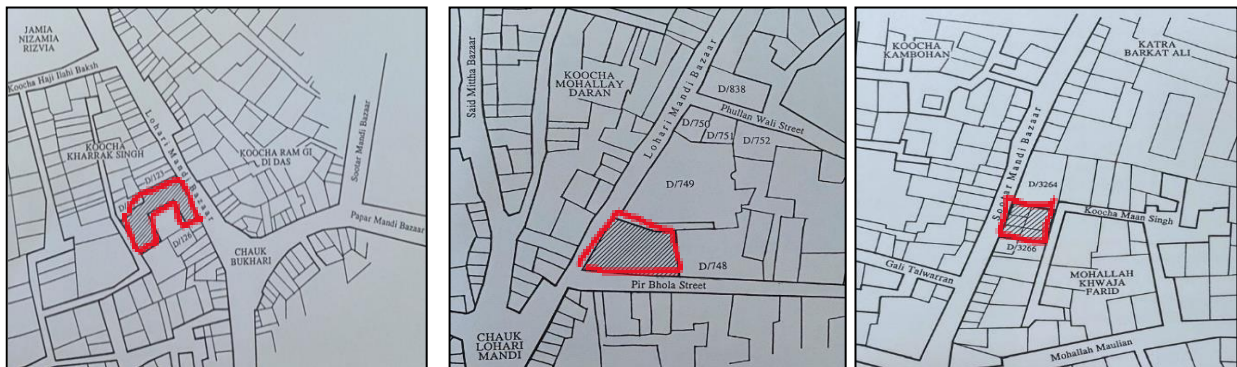 JAMIA
NIZAMIA
RIZVIA
Koocha Haji Ilahi Baksh
Lohari Mandi Bazaar
KOOCHA
KHARRAK SINGH
KOOCHA RAM GI
DI DAS
Sootar Mandi Bazaar
D/123
D/126
Papar Mandi Bazaar
CHAUK
BUKHARI
Said Mittha Bazaar
KOOCHA
MOHALLAY
DARAN
Lohari Mandi Bazaar
D/838
Phullan Wali Street
D/750
D/751
D/752
D/749
D/748
Pir Bhola Street
CHAUK
LOHARI
MANDI
KOOCHA
KAMBOHAN
KATRA
BARKAT ALI
Sootar Mandi Bazaar
D/3264
Koocha Maan Singh
D/3266
Gali Talwarran
MOHALLAH
KHWAJA
FARID
Mohallah Maulian